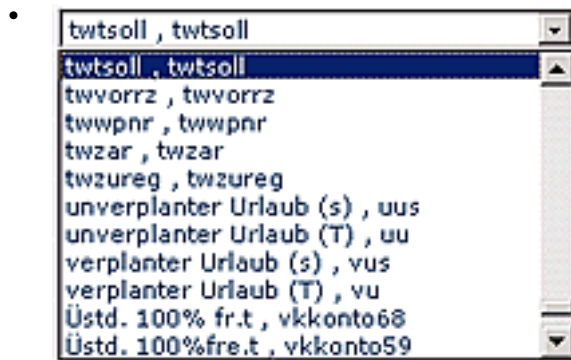 twtsoll , twtsoll
twtsoll , twtsoll
twvorrz , twvorrz
twwpnr , twwpnr
twzar , twzar
twzureg , twzureg
unverplanter Urlaub (s) , uus
unverplanter Urlaub (T) , uu
verplanter Urlaub (s) , vus
verplanter Urlaub (T) , vu
Üstd. 100% fr.t , vkkonto68
Üstd. 100%fre.t , vkkonto59